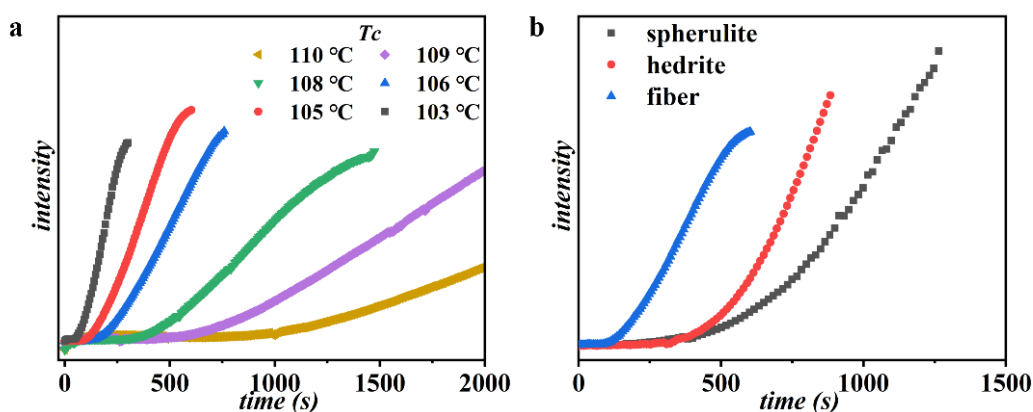 a
Tc
110 ℃ 109 ℃
108 ℃ 106 ℃
105 ℃ 103 ℃
intensity
0 500 1000 1500 2000
time (s)
b
spherulite
hedrite
fiber
intensity
0 500 1000 1500
time (s)